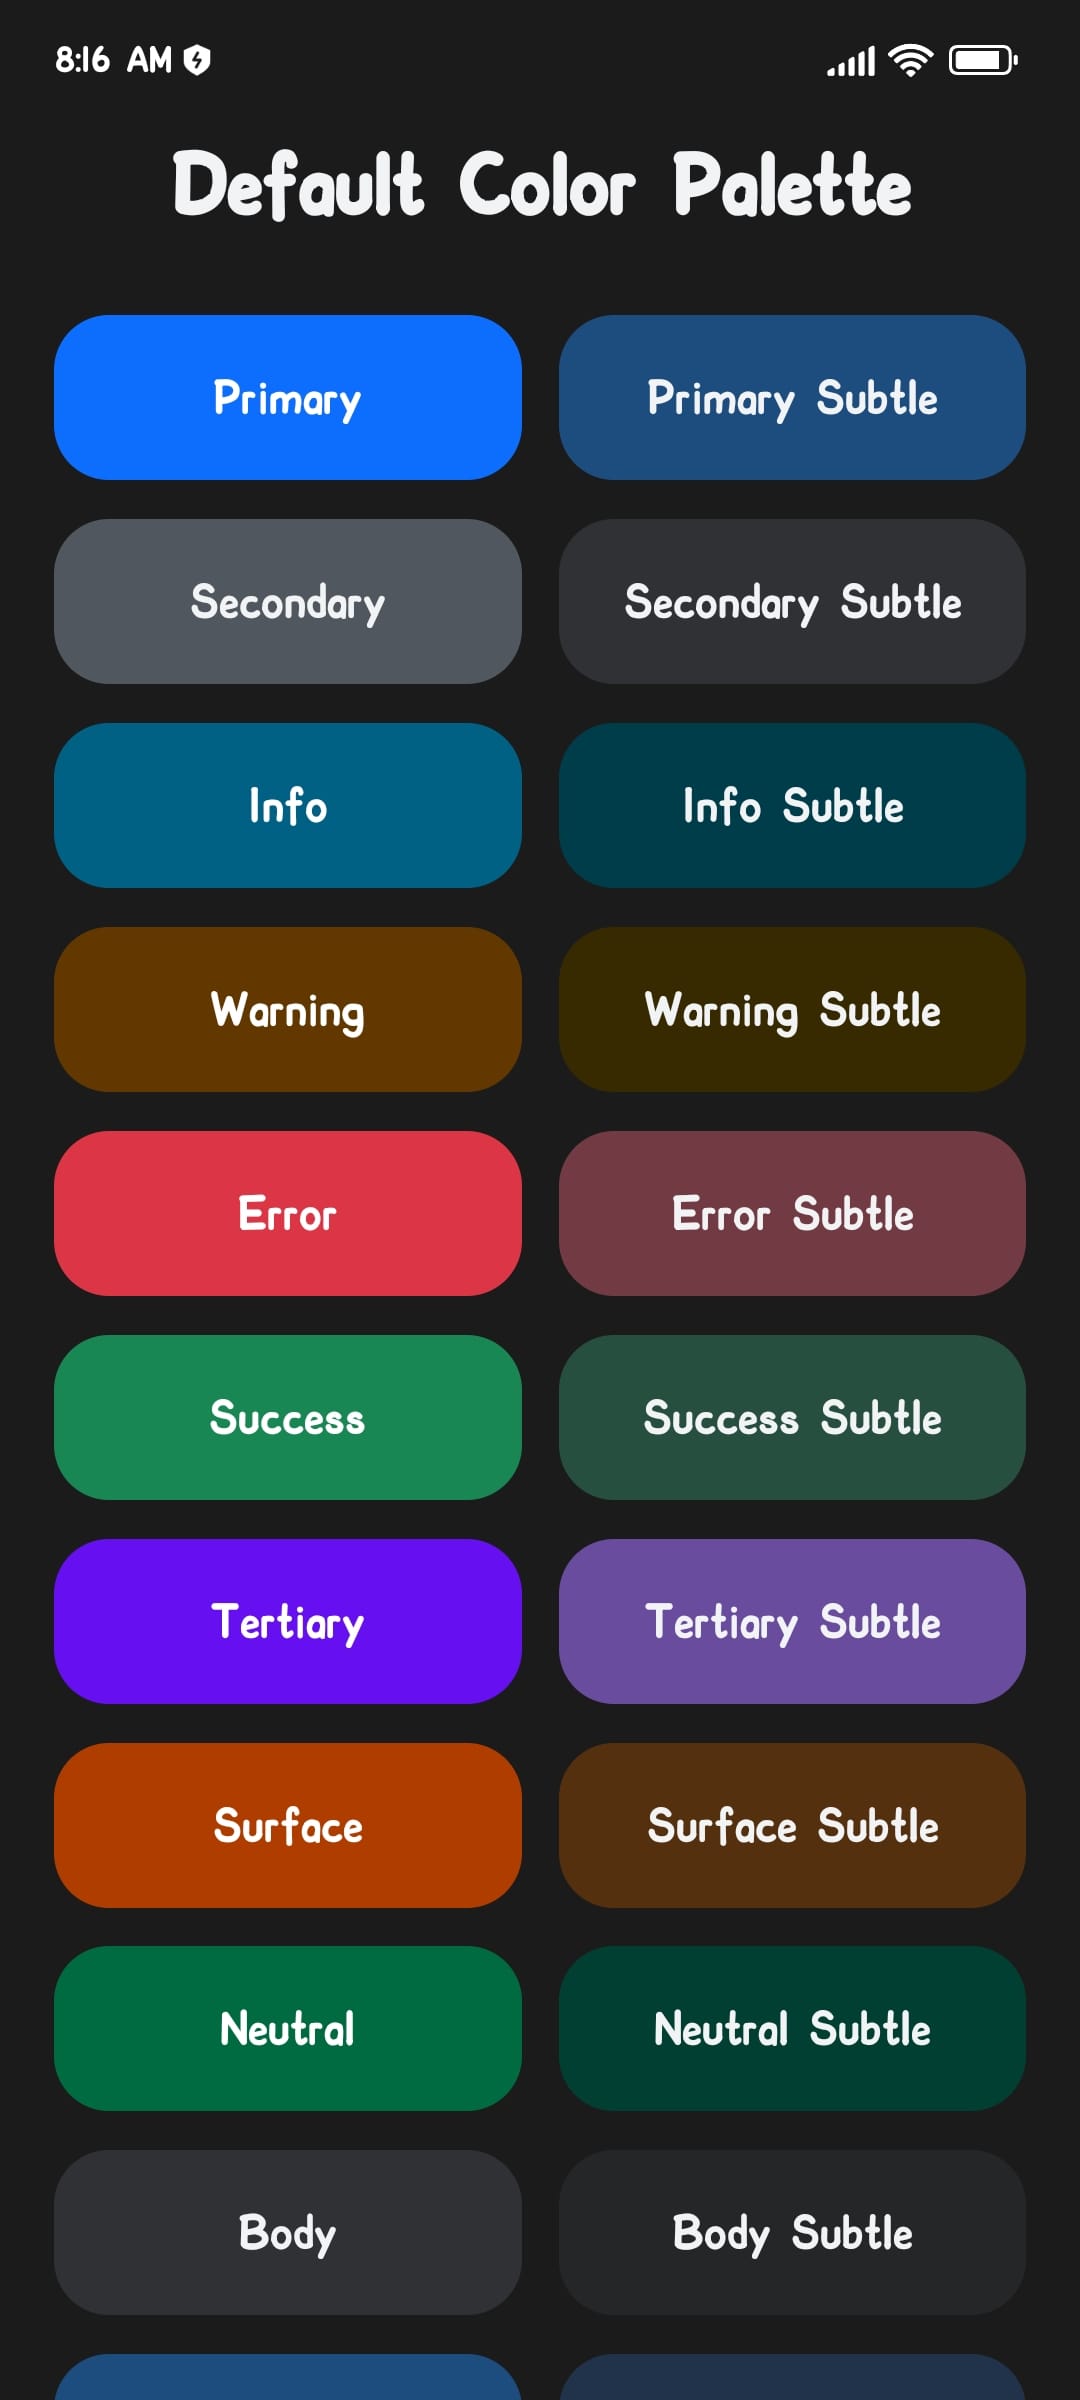 8:16 AM
Default Color Palette
Primary
Primary Subtle
Secondary
Secondary Subtle
Info
Info Subtle
Warning
Warning Subtle
Error
Error Subtle
Success
Success Subtle
Tertiary
Tertiary Subtle
Surface
Surface Subtle
Neutral
Neutral Subtle
Body
Body Subtle